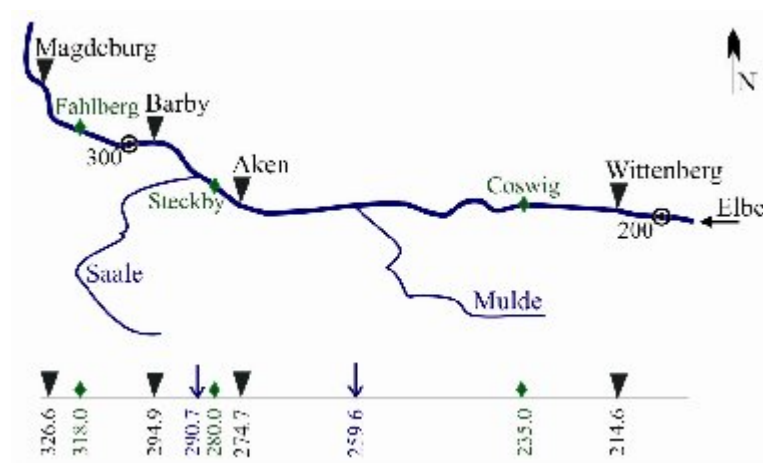 Magdeburg
Fahlberg Barby
N
300
Aken
Wittenberg
Steckby
Coswig
Elbe
200
Saale
Mulde
326.6
318.0
294.9
290.7
280.0
274.7
259.6
235.0
214.6